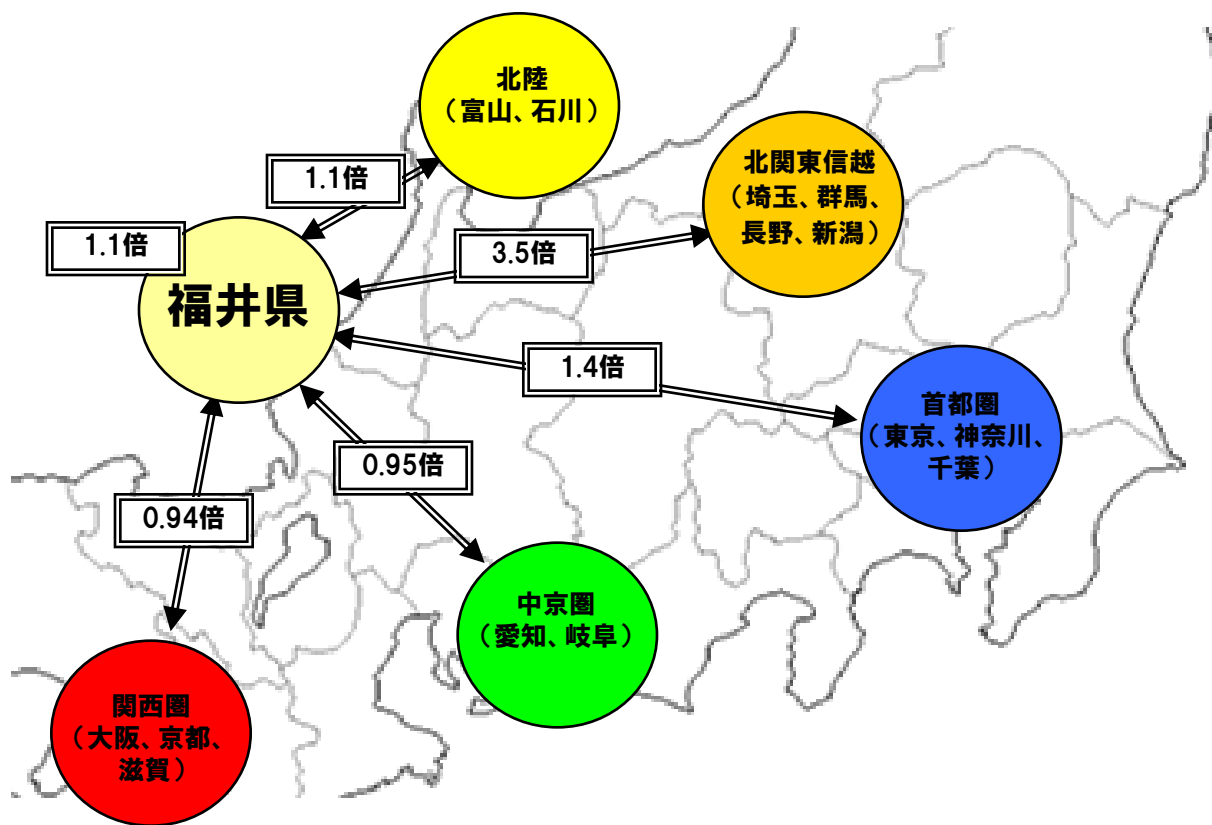 北陸
（富山、石川）
北関東信越
（埼玉、群馬、
長野、新潟）
1.1倍
1.1倍
3.5倍
福井県
1.4倍
首都圏
（東京、神奈川、
千葉）
0.95倍
0.94倍
中京圏
（愛知、岐阜）
関西圏
（大阪、京都、
滋賀）